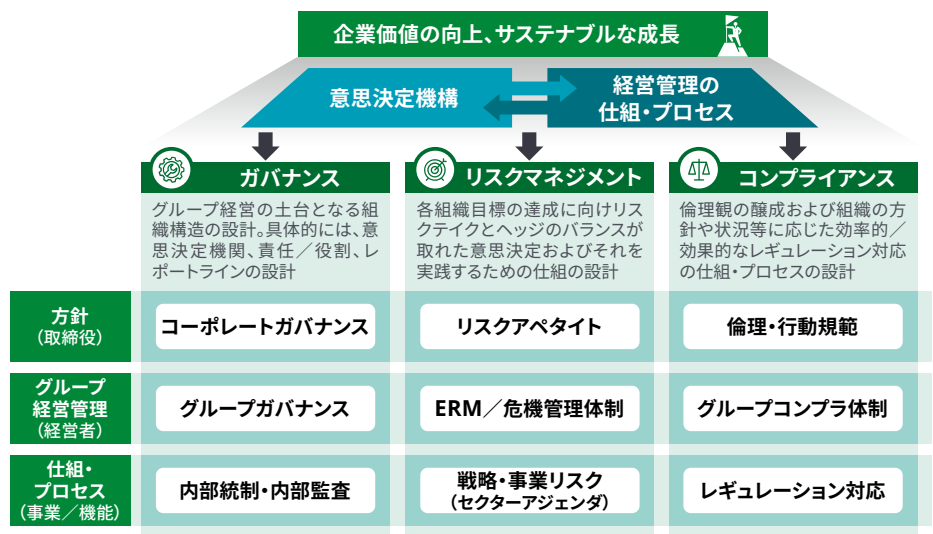 企業価値の向上、サステナブルな成長
意思決定機構
経営管理の
仕組・プロセス
ガバナンス
グループ経営の土台となる組
織構造の設計。具体的には、意
思決定機関、責任／役割、レ
ポートラインの設計
リスクマネジメント
各組織目標の達成に向けリス
クテイクとヘッジのバランスが
取れた意思決定およびそれを
実践するための仕組の設計
コンプライアンス
倫理観の醸成および組織の方
針や状況等に応じた効率的／
効果的なレギュレーション対応
の仕組・プロセスの設計
方針
（取締役）
コーポレートガバナンス
リスクアペタイト
倫理・行動規範
グループ
経営管理
（経営者）
グループガバナンス
ERM／危機管理体制
グループコンプラ体制
仕組・
プロセス
（事業／機能）
内部統制・内部監査
戦略・事業リスク
（セクターアジェンダ）
レギュレーション対応